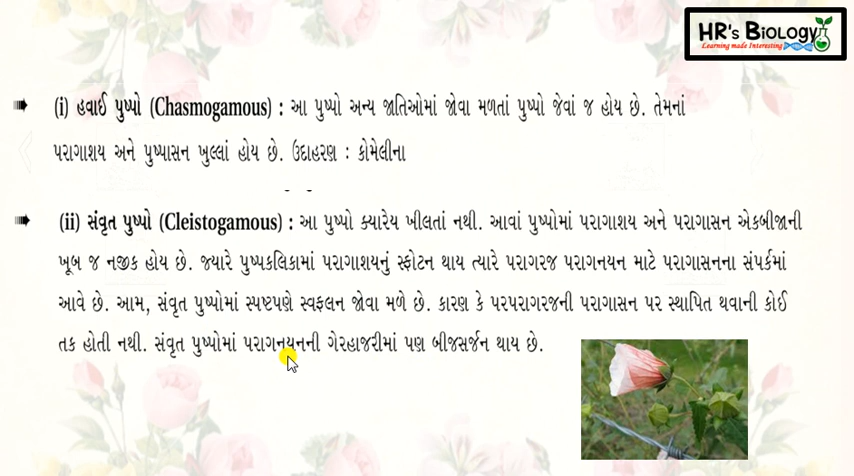 HR's Biology
Learning made Interesting
(i) હવાઈ પુષ્પો (Chasmogamous) : આ પુષ્પો અન્ય જાતિઓમાં જોવા મળતાં પુષ્પો જેવાં જ હોય છે. તેમનાં
પરાગાશય અને પુષ્પાસન ખુલ્લાં હોય છે. ઉદાહરણ : કોમેલીના
(ii) સંવૃત પુષ્પો (Cleistogamous) : આ પુષ્પો ક્યારેય ખીલતાં નથી. આવાં પુષ્પોમાં પરાગાશય અને પરાગાસન એકબીજાની
ખૂબ જ નજીક હોય છે. જ્યારે પુષ્પકલિકામાં પરાગાશયનું સ્ફોટન થાય ત્યારે પરાગરજ પરાગનયન માટે પરાગાસનના સંપર્કમાં
આવે છે. આમ, સંવૃત પુષ્પોમાં સ્પષ્ટપણે સ્વફલન જોવા મળે છે. કારણ કે પરપરાગરજની પરાગાસન પર સ્થાપિત થવાની કોઈ
તક હોતી નથી. સંવૃત પુષ્પોમાં પરાગનયનની ગેરહાજરીમાં પણ બીજસર્જન થાય છે.